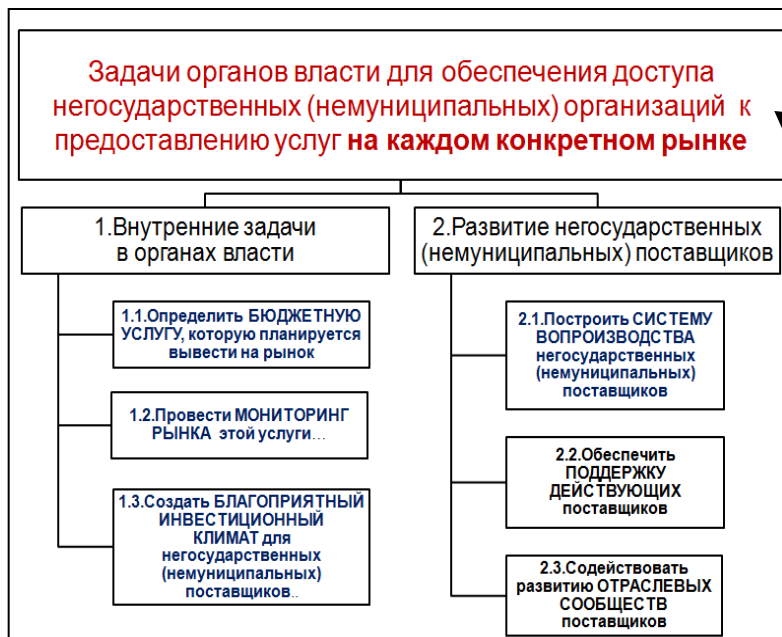 Задачи органов власти для обеспечения доступа
негосударственных (немуниципальных) организаций к
предоставлению услуг на каждом конкретном рынке
1.Внутренние задачи
в органах власти
1.1.Определить БЮДЖЕТНУЮ
УСЛУГУ, которую планируется
вывести на рынок
1.2.Провести МОНИТОРИНГ
РЫНКА этой услуги...
1.3.Создать БЛАГОПРИЯТНЫЙ
ИНВЕСТИЦИОННЫЙ
КЛИМАТ для
негосударственных
(немуниципальных)
поставщиков..
2.Развитие негосударственных
(немуниципальных) поставщиков
2.1.Построить СИСТЕМУ
ВОПРОИЗВОДСТВА
негосударственных
(немуниципальных)
поставщиков
2.2.Обеспечить
ПОДДЕРЖКУ
ДЕЙСТВУЮЩИХ
поставщиков
2.3.Содействовать
развитию ОТРАСЛЕВЫХ
СООБЩЕСТВ
поставщиков